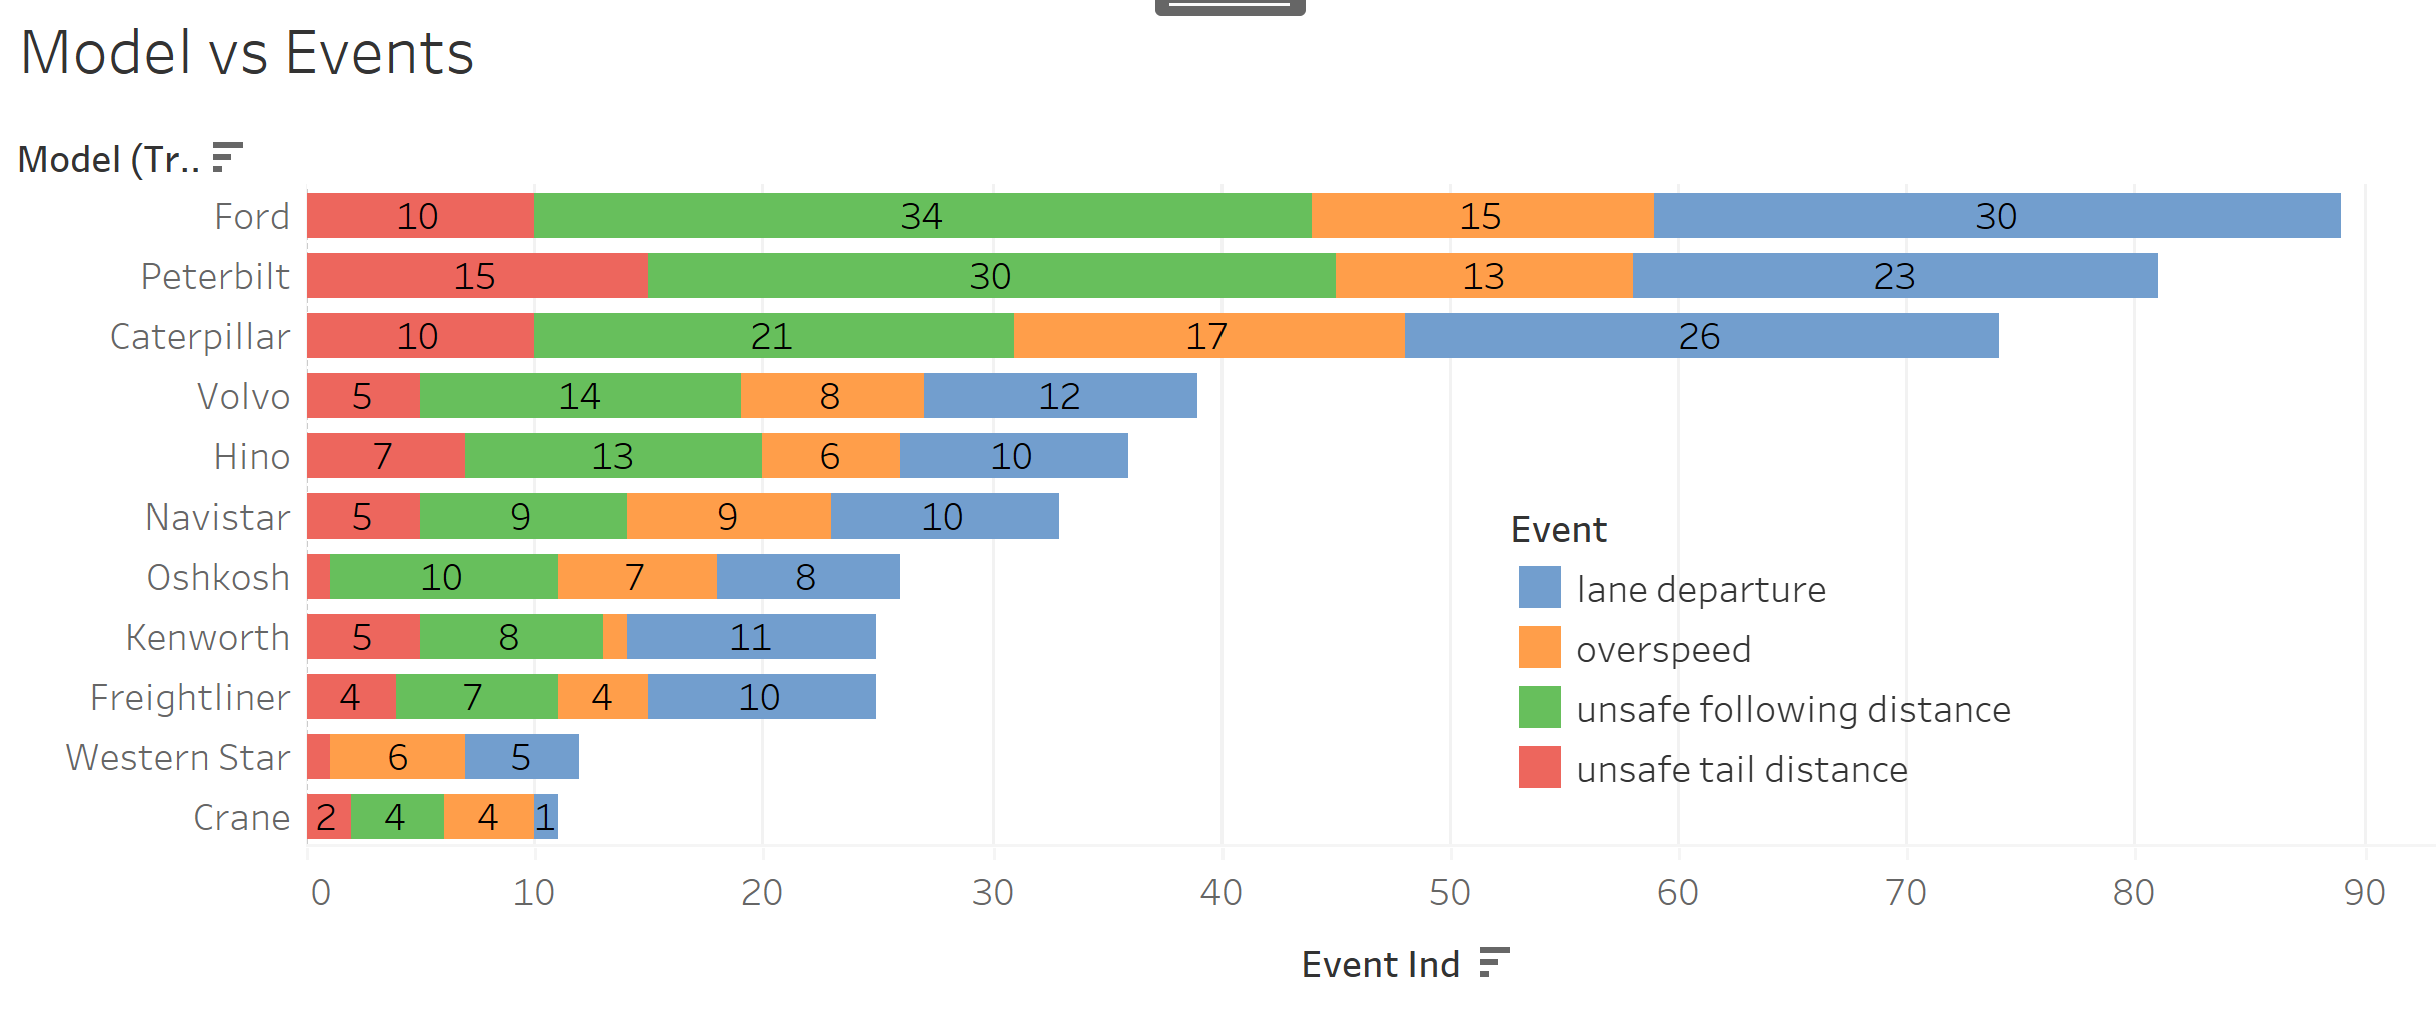 Model vs Events
Model (Tr..
Ford 10 34 15 30
Peterbilt 15 30 13 23
Caterpillar 10 21 17 26
Volvo 5 14 8 12
Hino 7 13 6 10
Navistar 5 9 9 10
Oshkosh 10 7 8
Kenworth 5 8 11
Freightliner 4 7 4 10
Western Star 6 5
Crane 2 4 4 1
Event
lane departure
overspeed
unsafe following distance
unsafe tail distance
0 10 20 30 40 50 60 70 80 90
Event Ind